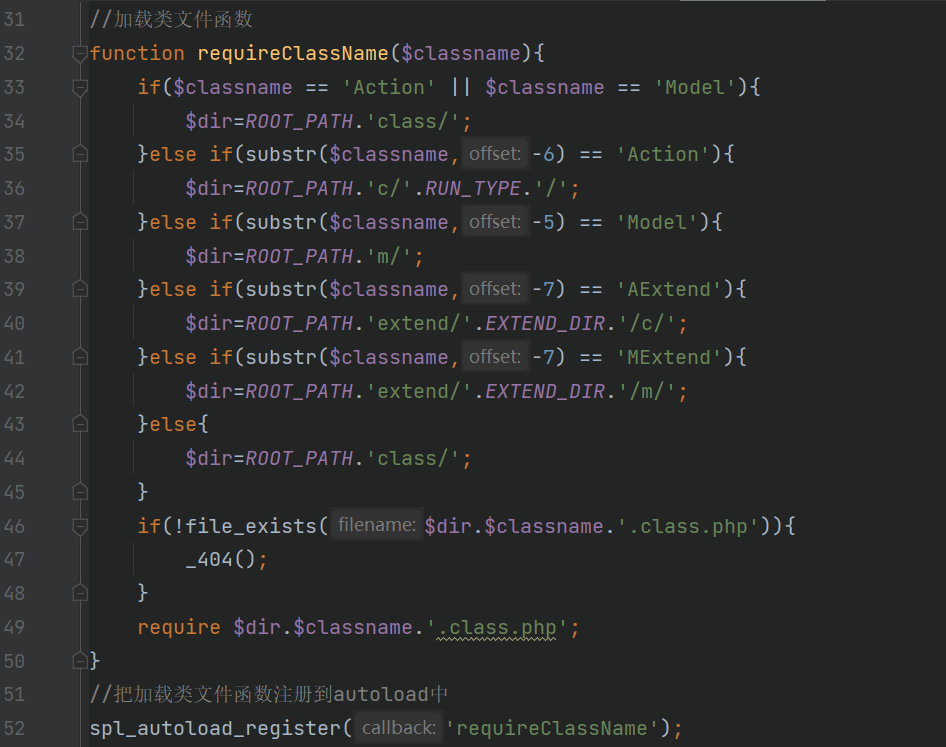 31 //加载类文件函数
32 function requireClassName($classname){
33     if($classname == 'Action' || $classname == 'Model'){
34         $dir=ROOT_PATH.'class/';
35     }else if(substr($classname, offset: -6) == 'Action'){
36         $dir=ROOT_PATH.'c/'.RUN_TYPE.'/';
37     }else if(substr($classname, offset: -5) == 'Model'){
38         $dir=ROOT_PATH.'m/';
39     }else if(substr($classname, offset: -7) == 'AExtend'){
40         $dir=ROOT_PATH.'extend/'.EXTEND_DIR.'/c/';
41     }else if(substr($classname, offset: -7) == 'MExtend'){
42         $dir=ROOT_PATH.'extend/'.EXTEND_DIR.'/m/';
43     }else{
44         $dir=ROOT_PATH.'class/';
45     }
46     if(!file_exists( filename: $dir.$classname.'.class.php')){
47         _404();
48     }
49     require $dir.$classname.'.class.php';
50 }
51 //把加载类文件函数注册到autoload中
52 spl_autoload_register( callback: 'requireClassName');